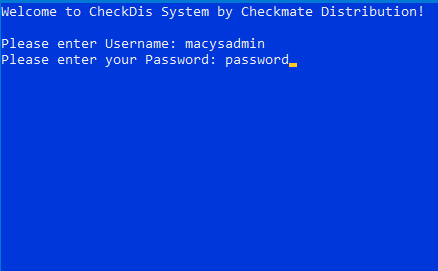 Welcome to CheckDis System by Checkmate Distribution!
Please enter Username: macysadmin
Please enter your Password: password